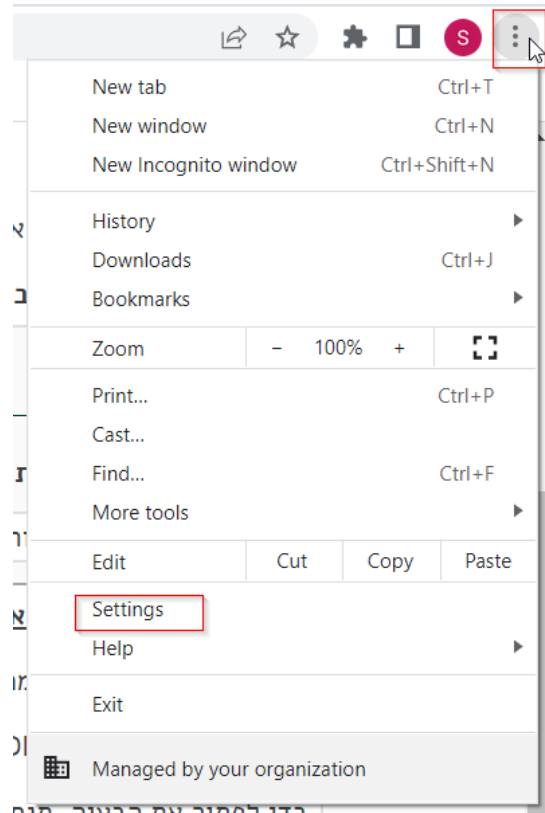 S
New tab Ctrl+T
New window Ctrl+N
New Incognito window Ctrl+Shift+N
History
Downloads Ctrl+J
Bookmarks
Zoom - 100% +
Print... Ctrl+P
Cast...
Find... Ctrl+F
More tools
Edit Cut Copy Paste
Settings
Help
Exit
Managed by your organization